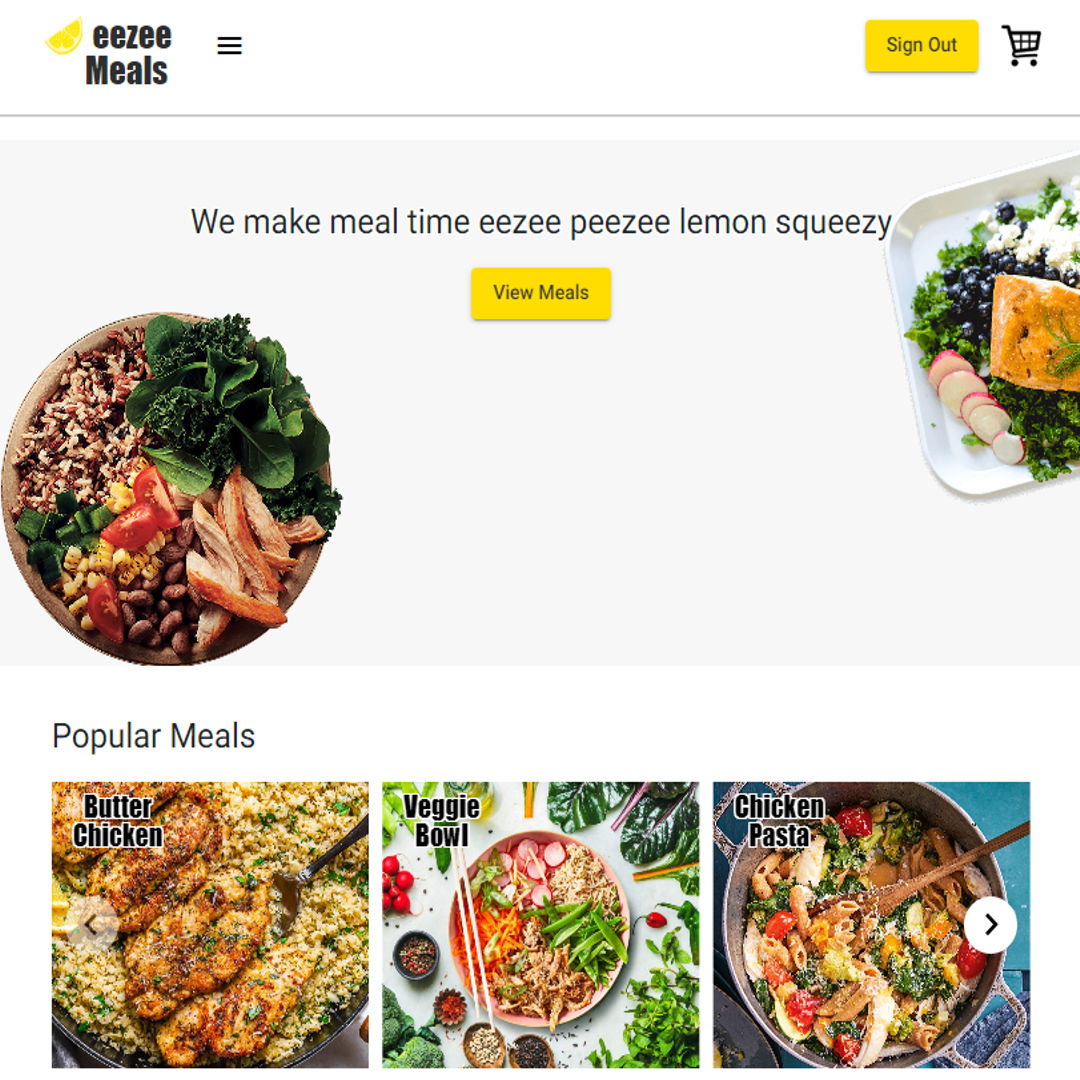 eezee
Meals
Sign Out
We make meal time eezee peezee lemon squeezy
View Meals
Popular Meals
Butter
Chicken
Veggie
Bowl
Chicken
Pasta